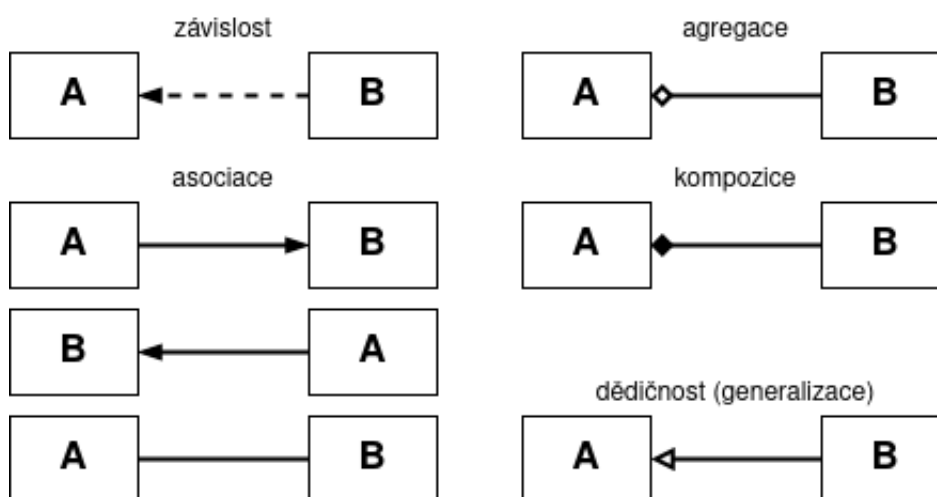 závislost
A B
asociace
A B
B A
A B
agregace
A B
kompozice
A B
dědičnost (generalizace)
A B